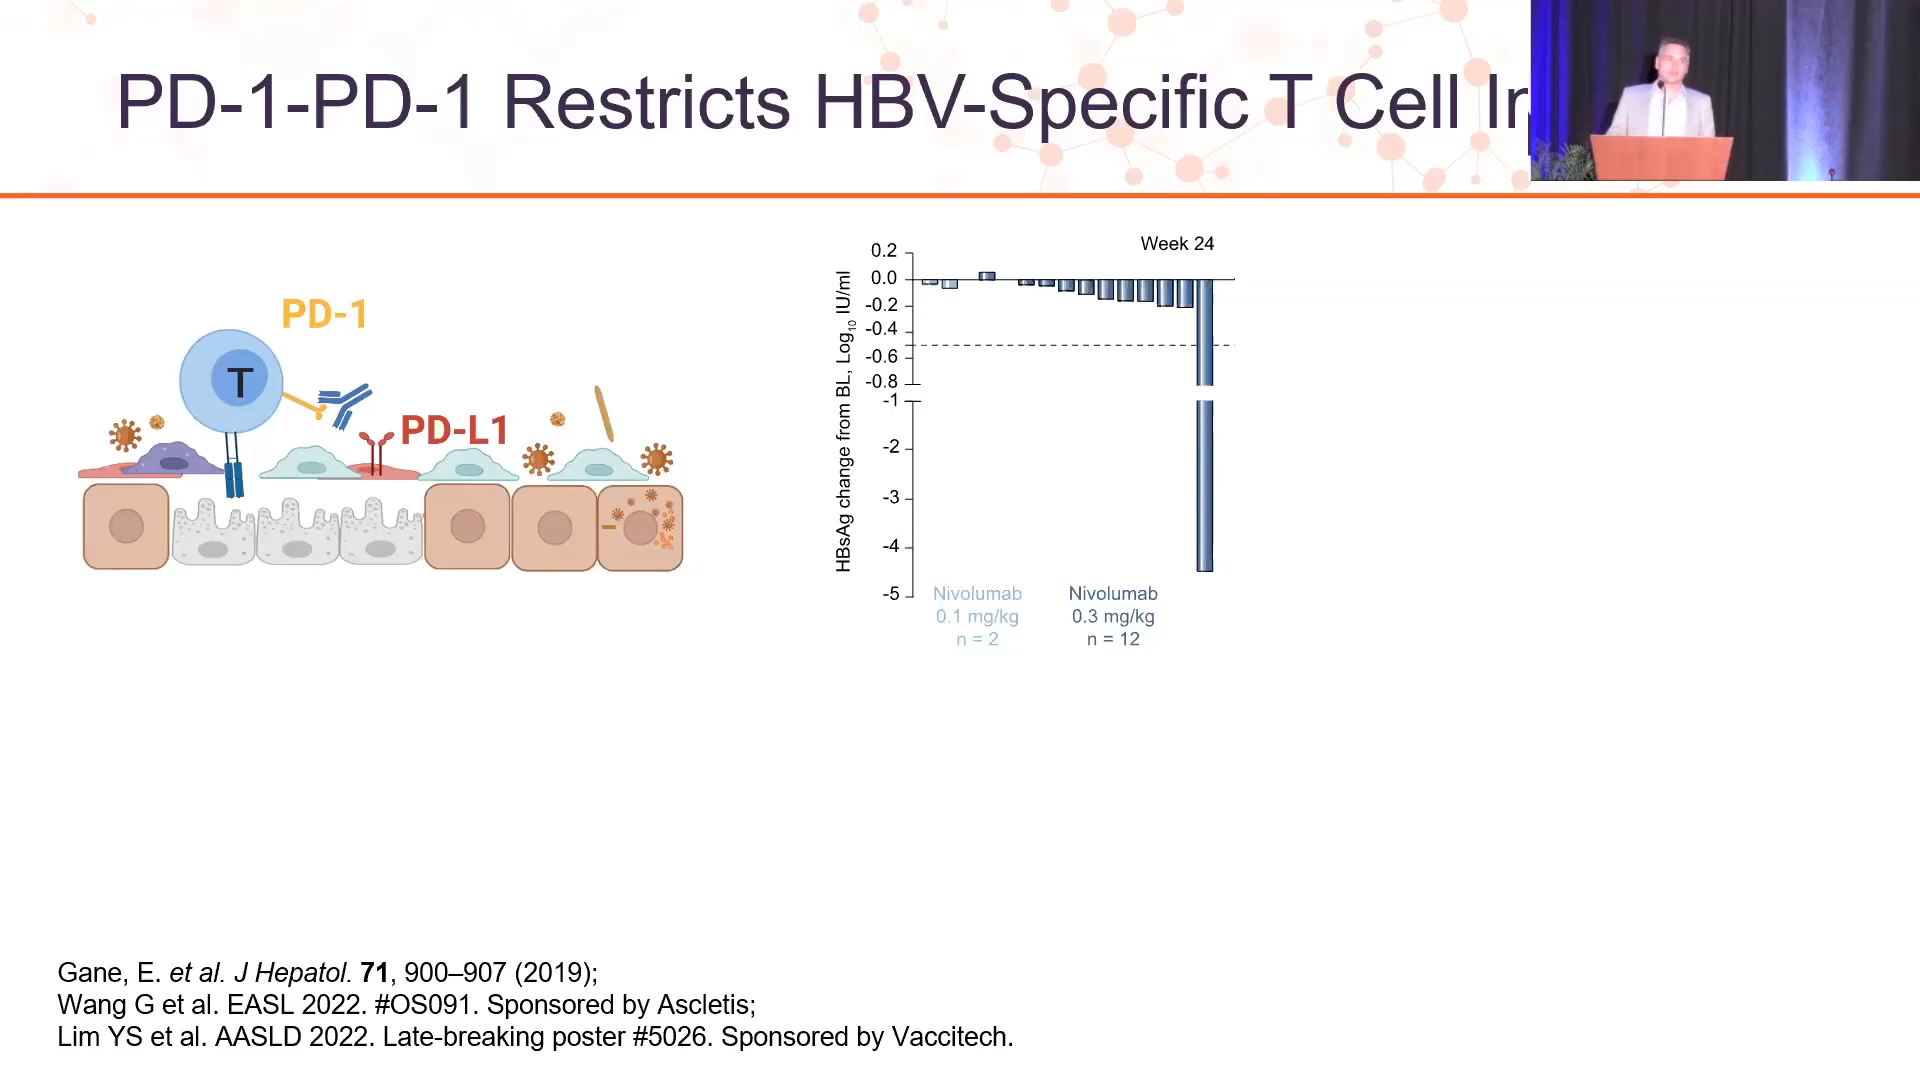 PD-1-PD-1 Restricts HBV-Specific T Cell
PD-1
T
PD-L1
Week 24
HBsAg change from BL, Log10 IU/ml
0.2
0.0
-0.2
-0.4
-0.6
-0.8
-1
-2
-3
-4
-5
Nivolumab
0.1 mg/kg
n = 2
Nivolumab
0.3 mg/kg
n = 12
Gane, E. et al. J Hepatol. 71, 900–907 (2019);
Wang G et al. EASL 2022. #OS091. Sponsored by Ascletis;
Lim YS et al. AASLD 2022. Late-breaking poster #5026. Sponsored by Vaccitech.